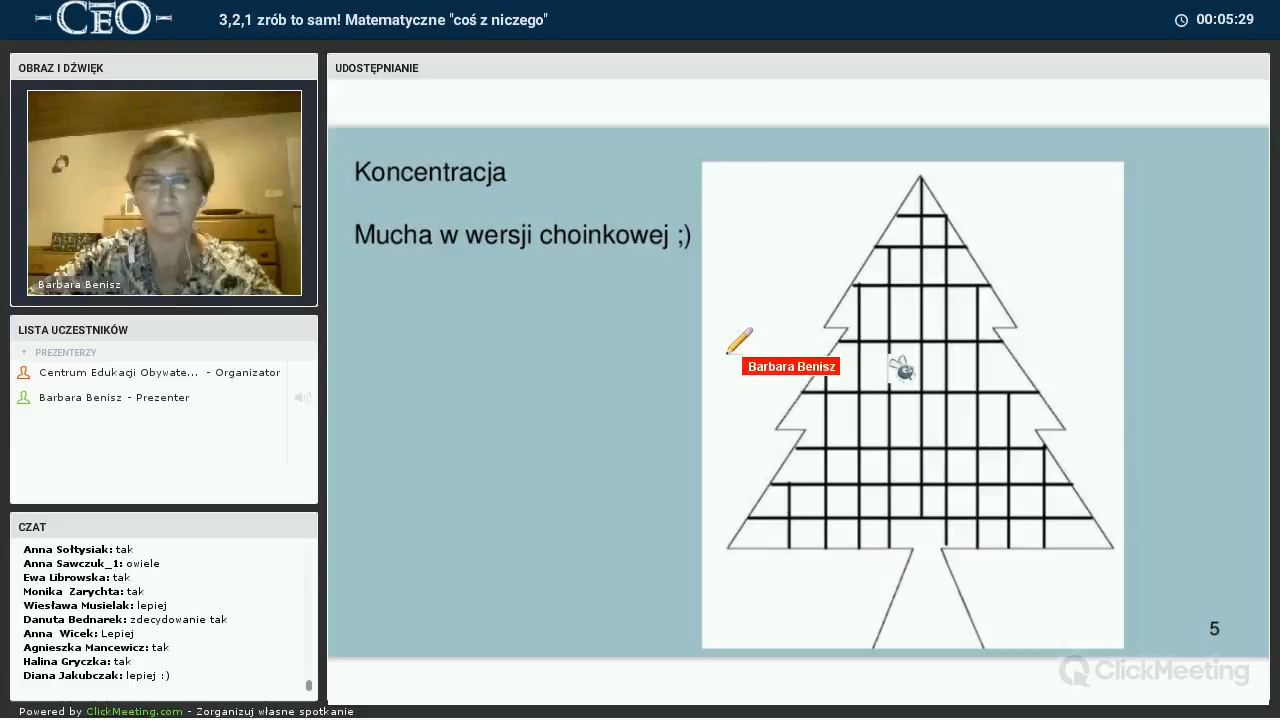 CEO
3,2,1 zrób to sam! Matematyczne "coś z niczego"
00:05:29
OBRAZ I DŹWIĘK
Barbara Benisz
LISTA UCZESTNIKÓW
PREZENTERZY
Centrum Edukacji Obywate... - Organizator
Barbara Benisz - Prezenter
CZAT
Anna Sołtysiak: tak
Anna Sawczuk_1: owiele
Ewa Librowska: tak
Monika Zarychta: tak
Wiesława Musielak: lepiej
Danuta Bednarek: zdecydowanie tak
Anna Wicek: Lepiej
Agnieszka Mancewicz: tak
Halina Gryczka: tak
Diana Jakubczak: lepiej :)
UDOSTĘPNIANIE
Koncentracja
Mucha w wersji choinkowej ;)
Barbara Benisz
5
ClickMeeting
Powered by ClickMeeting.com - Zorganizuj własne spotkanie